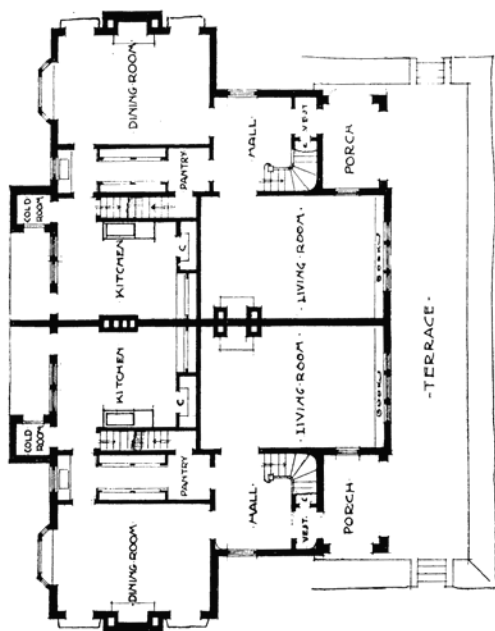 DINING·ROOM
HALL
VEST
C
PORCH
PANTRY
COLD
ROOM
KITCHEN
C
·LIVING·ROOM·
BOOKS
-TERRACE-
KITCHEN
C
·LIVING·ROOM·
BOOKS
COLD
ROOM
PANTRY
HALL
C
VEST.
PORCH
DINING·ROOM